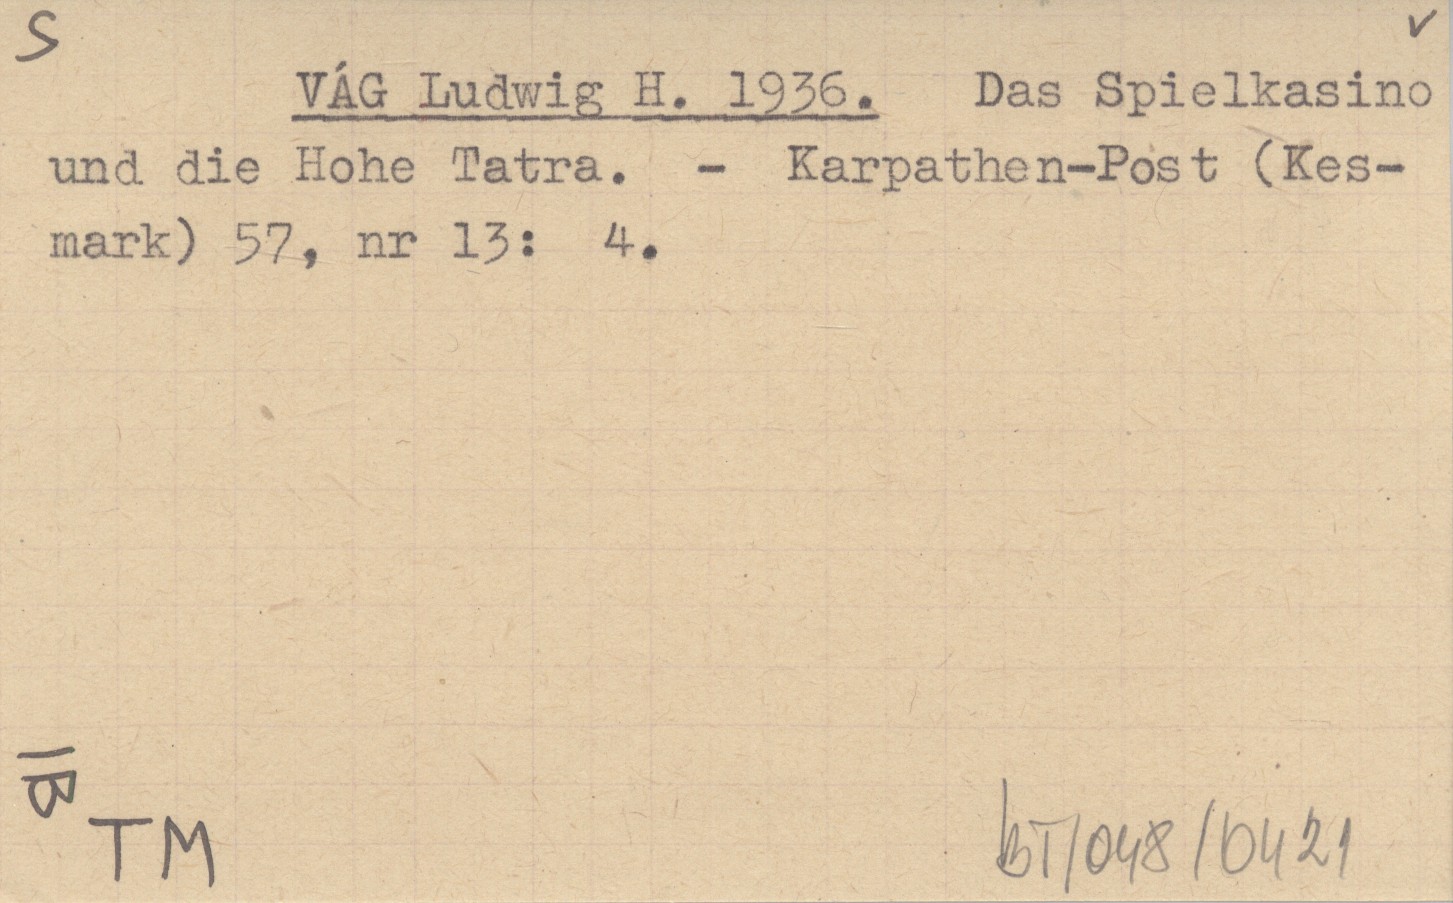 S
✓
VÁG Ludwig H. 1936. Das Spielkasino
und die Hohe Tatra. - Karpathen-Post (Kes-
mark) 57, nr 13: 4.
IB
TM
BT/048/0421